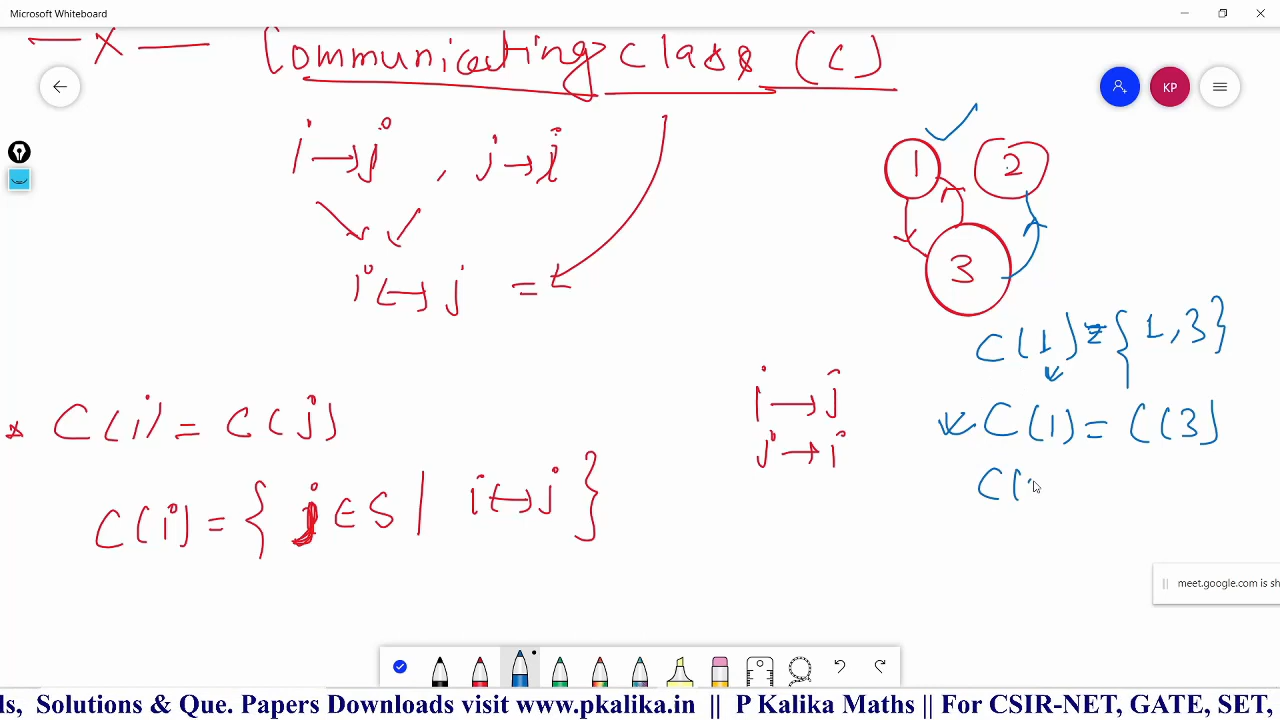 Microsoft Whiteboard
—x— Communicating class (C)
KP
i → j , j → i
i ↔ j =
1 2
3
C(1) = { 1, 3 }
i → j
j → i
C(1) = C(3)
C(
* C(i) = C(j)
C(i) = { j ∈ S | i ↔ j }
meet.google.com is sh
ls, Solutions & Que. Papers Downloads visit www.pkalika.in || P Kalika Maths || For CSIR-NET, GATE, SET,